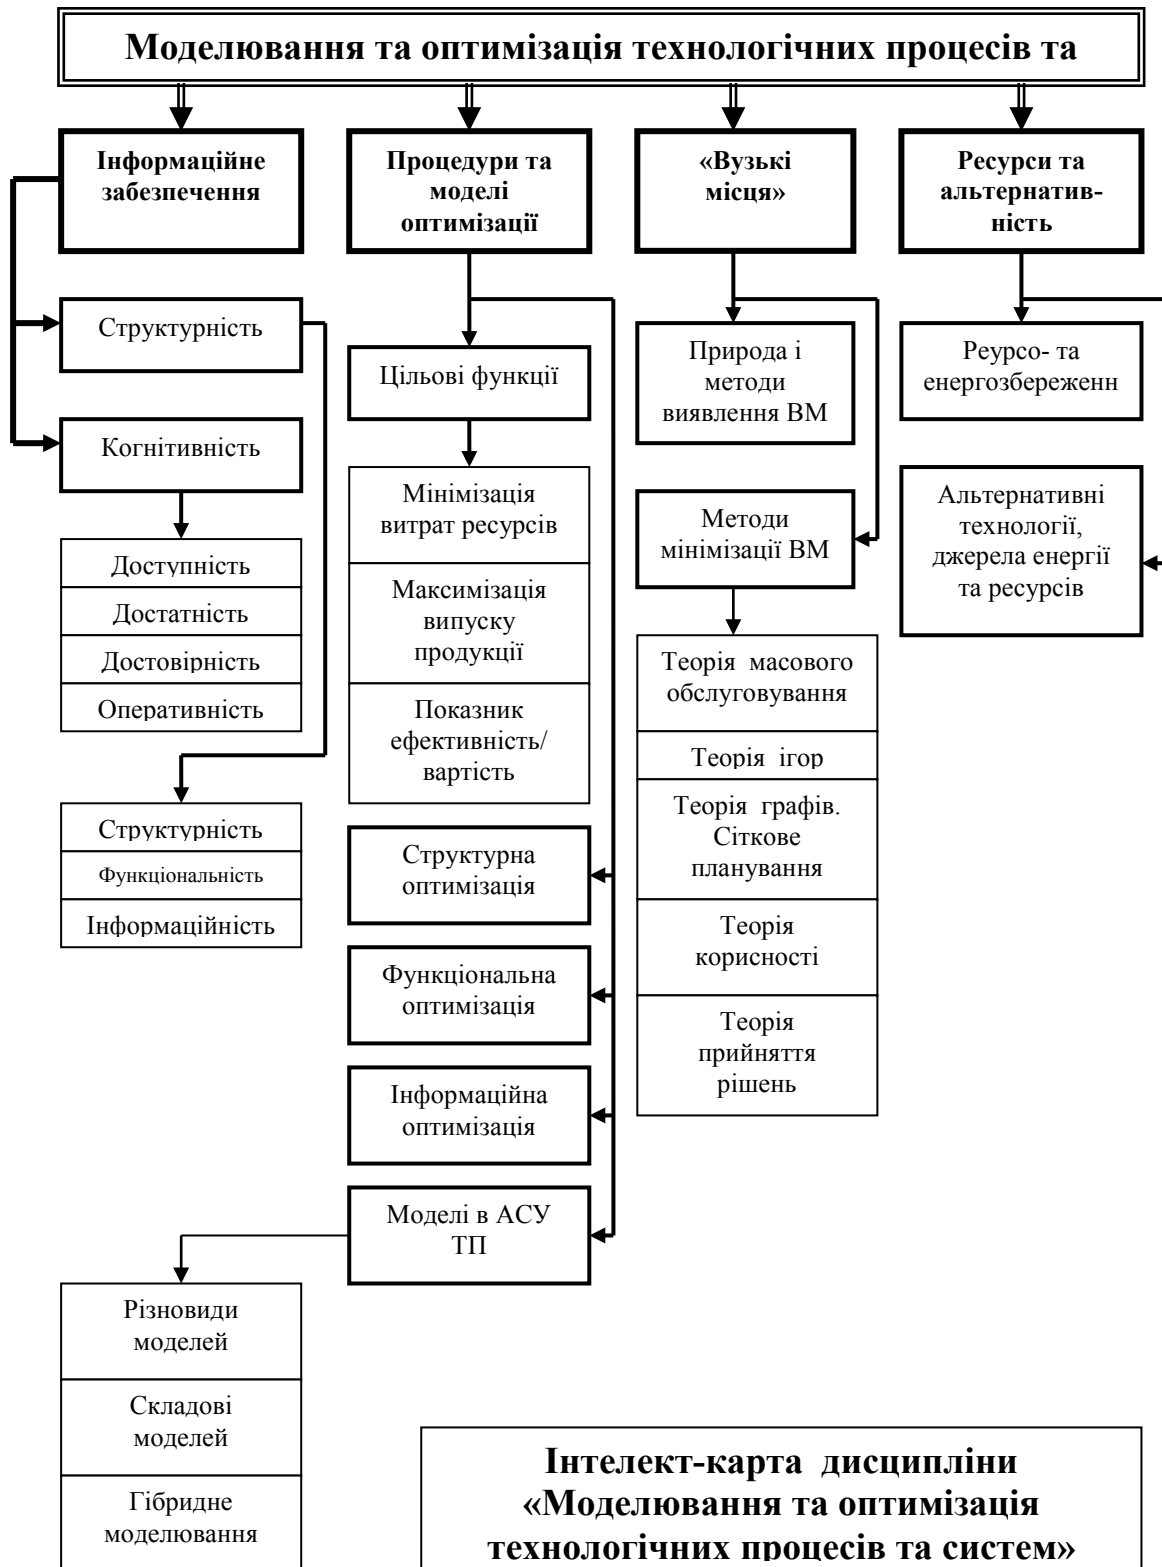 Моделювання та оптимізація технологічних процесів та
Інформаційне
забезпечення
Процедури та
моделі
оптимізації
«Вузькі
місця»
Ресурси та
альтернатив-
ність
Структурність
Когнітивність
Доступність
Достатність
Достовірність
Оперативність
Структурність
Функціональність
Інформаційність
Цільові функції
Мінімізація
витрат ресурсів
Максимізація
випуску
продукції
Показник
ефективність/
вартість
Структурна
оптимізація
Функціональна
оптимізація
Інформаційна
оптимізація
Моделі в АСУ
ТП
Різновиди
моделей
Складові
моделей
Гібридне
моделювання
Природа і
методи
виявлення ВМ
Методи
мінімізації ВМ
Теорія масового
обслуговування
Теорія ігор
Теорія графів.
Сіткове
планування
Теорія
корисності
Теорія
прийняття
рішень
Реурсо- та
енергозбереженн
Альтернативні
технології,
джерела енергії
та ресурсів
Інтелект-карта дисципліни
«Моделювання та оптимізація
технологічних процесів та систем»